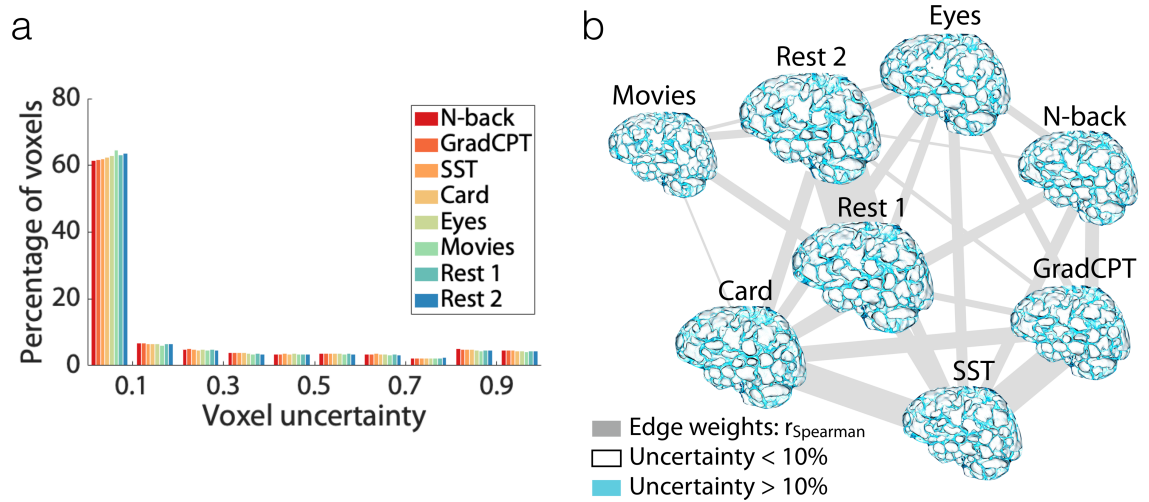 a
Percentage of voxels
80
60
40
20
0
0.1 0.3 0.5 0.7 0.9
Voxel uncertainty
N-back
GradCPT
SST
Card
Eyes
Movies
Rest 1
Rest 2
b
Eyes
Rest 2
Movies
N-back
Rest 1
GradCPT
Card
SST
Edge weights: rSpearman
Uncertainty < 10%
Uncertainty > 10%